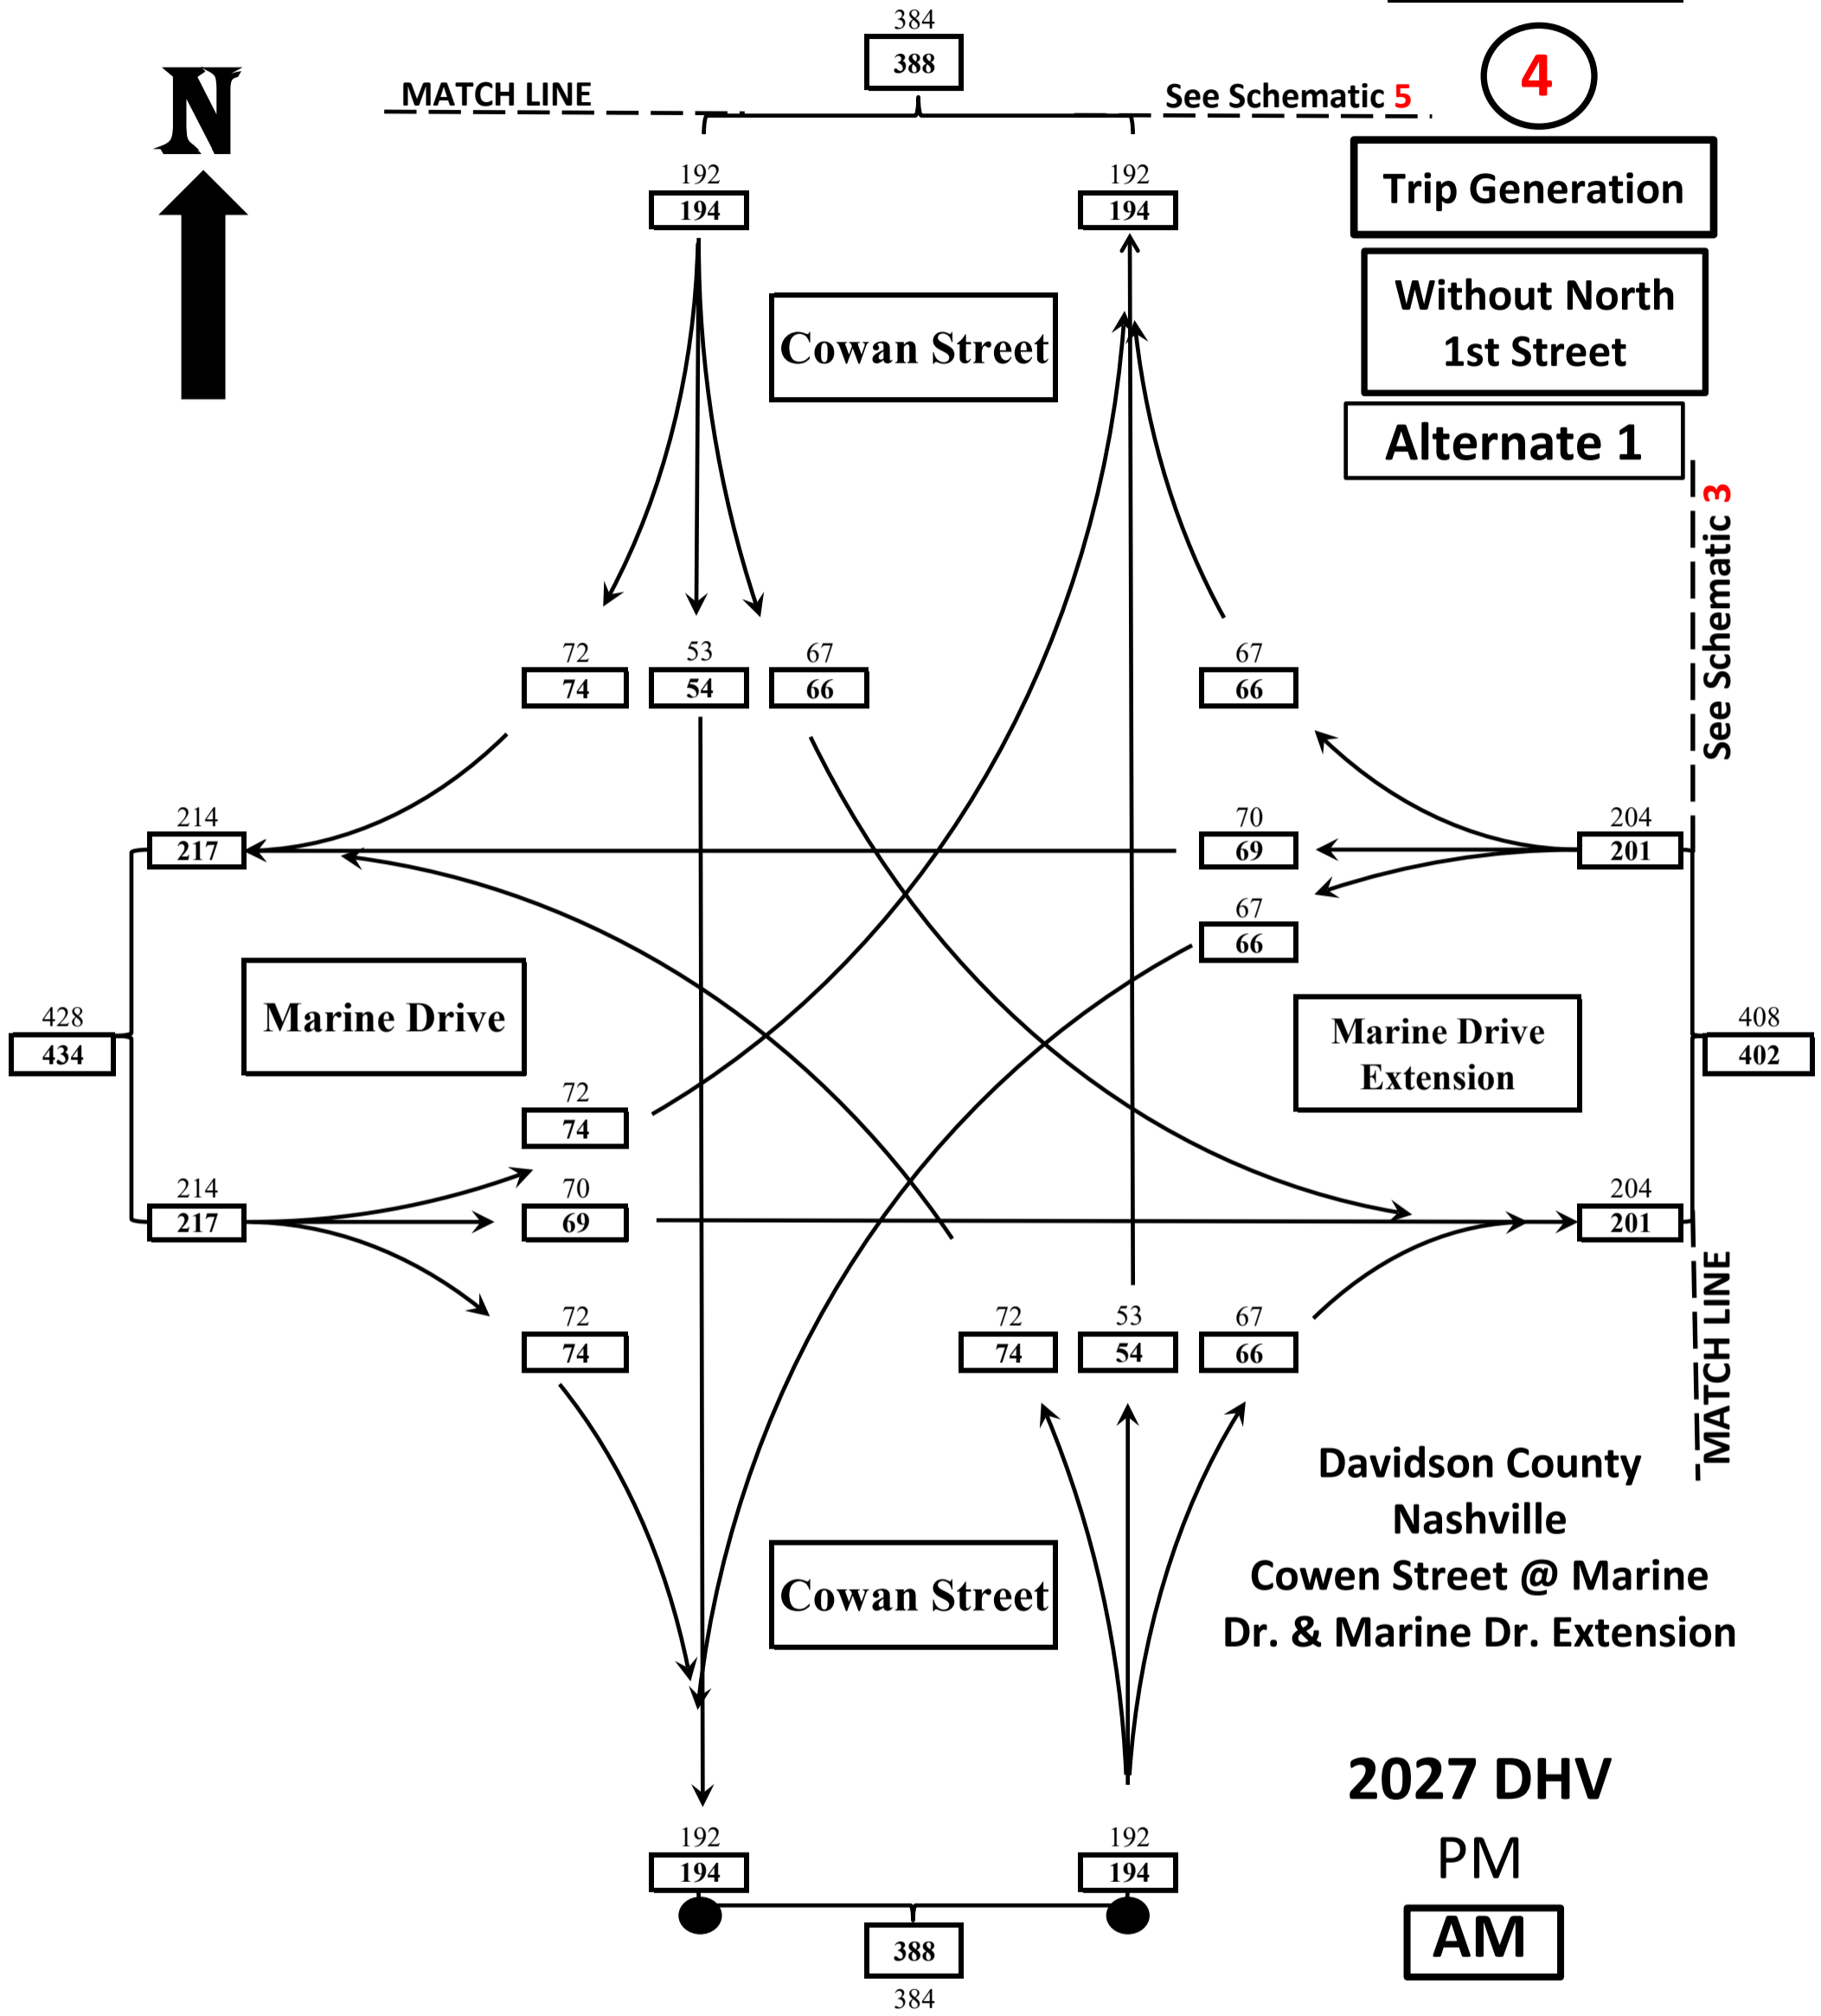 384
388
4
N
MATCH LINE
See Schematic 5
192
194
192
194
Trip Generation
Without North
1st Street
Alternate 1
Cowan Street
See Schematic 3
72
74
53
54
67
66
67
66
214
217
70
69
204
201
67
66
Marine Drive
428
434
Marine Drive
Extension
408
402
72
74
214
217
70
69
204
201
72
74
72
74
53
54
67
66
MATCH LINE
Davidson County
Nashville
Cowen Street @ Marine
Dr. & Marine Dr. Extension
Cowan Street
2027 DHV
PM
AM
192
194
192
194
388
384